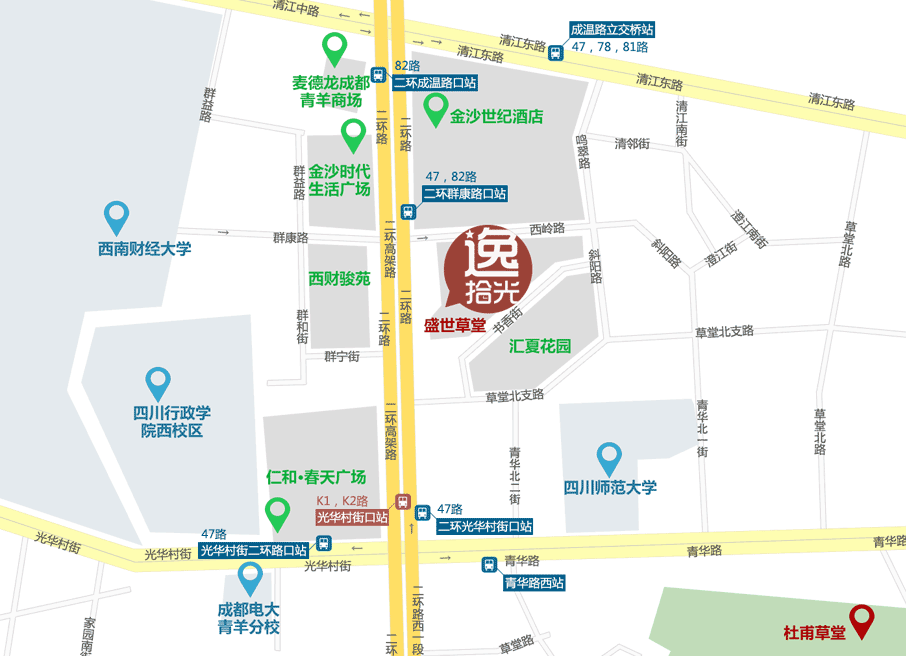 清江中路
成温路立交桥站
47，78，81路
清江东路
清江东路
清江东路
清江东路
82路
二环成温路口站
麦德龙成都
青羊商场
金沙世纪酒店
群益路
二环路
二环路
清江南街
清邻街
鸣翠路
金沙时代
生活广场
群益路
47，82路
二环群康路口站
西南财经大学
群康路
西岭路
澄江南街
斜阳路
澄江街
草堂北路
二环高架路
逸
拾光
斜阳路
西财骏苑
二环路
二环路
群和街
盛世草堂
书香街
汇夏花园
草堂北支路
群宁街
草堂北支路
四川行政学
院西校区
二环高架路
青华北一街
草堂北路
青华北二街
仁和·春天广场
四川师范大学
K1，K2路
光华村街口站
47路
二环光华村街口站
47路
光华村街二环路口站
光华村街
光华村街
光华村街
青华路
青华路
青华路
青华路西站
成都电大
青羊分校
二环路西一段
家园南街
二环
草堂路
杜甫草堂